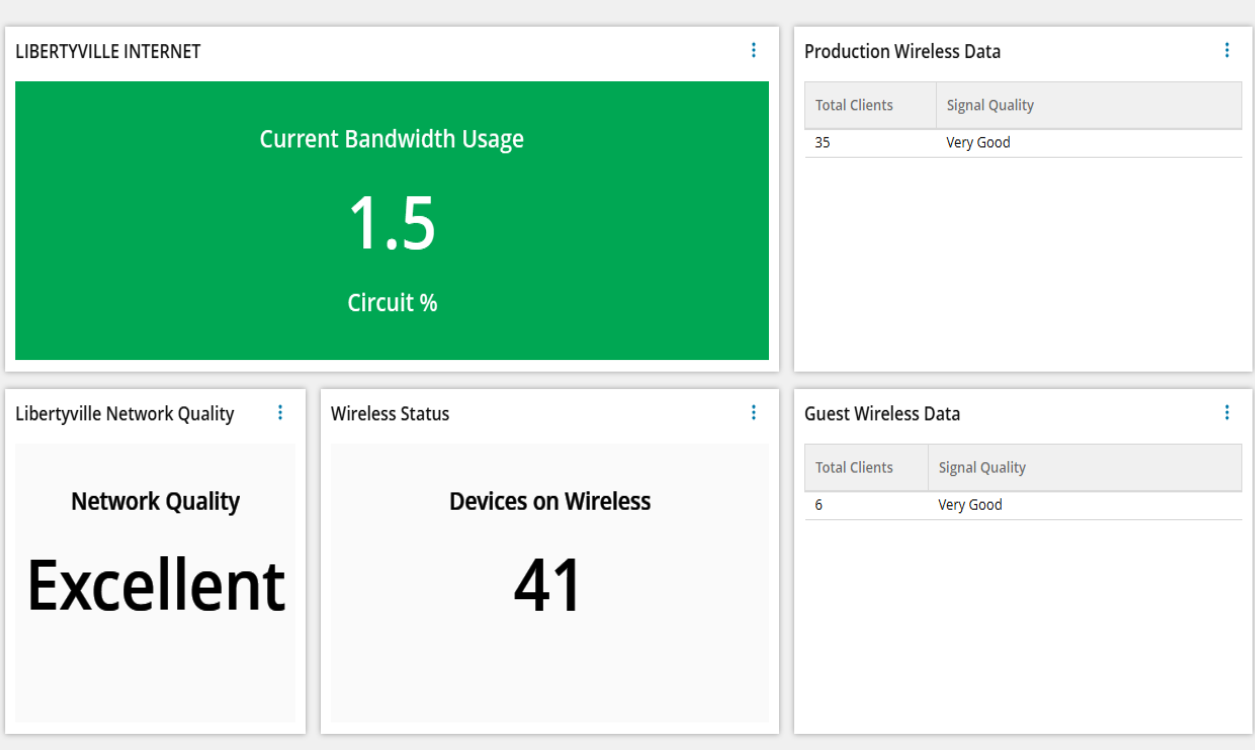 LIBERTYVILLE INTERNET
Current Bandwidth Usage
1.5
Circuit %
Production Wireless Data
Total Clients Signal Quality
35 Very Good
Libertyville Network Quality
Network Quality
Excellent
Wireless Status
Devices on Wireless
41
Guest Wireless Data
Total Clients Signal Quality
6 Very Good